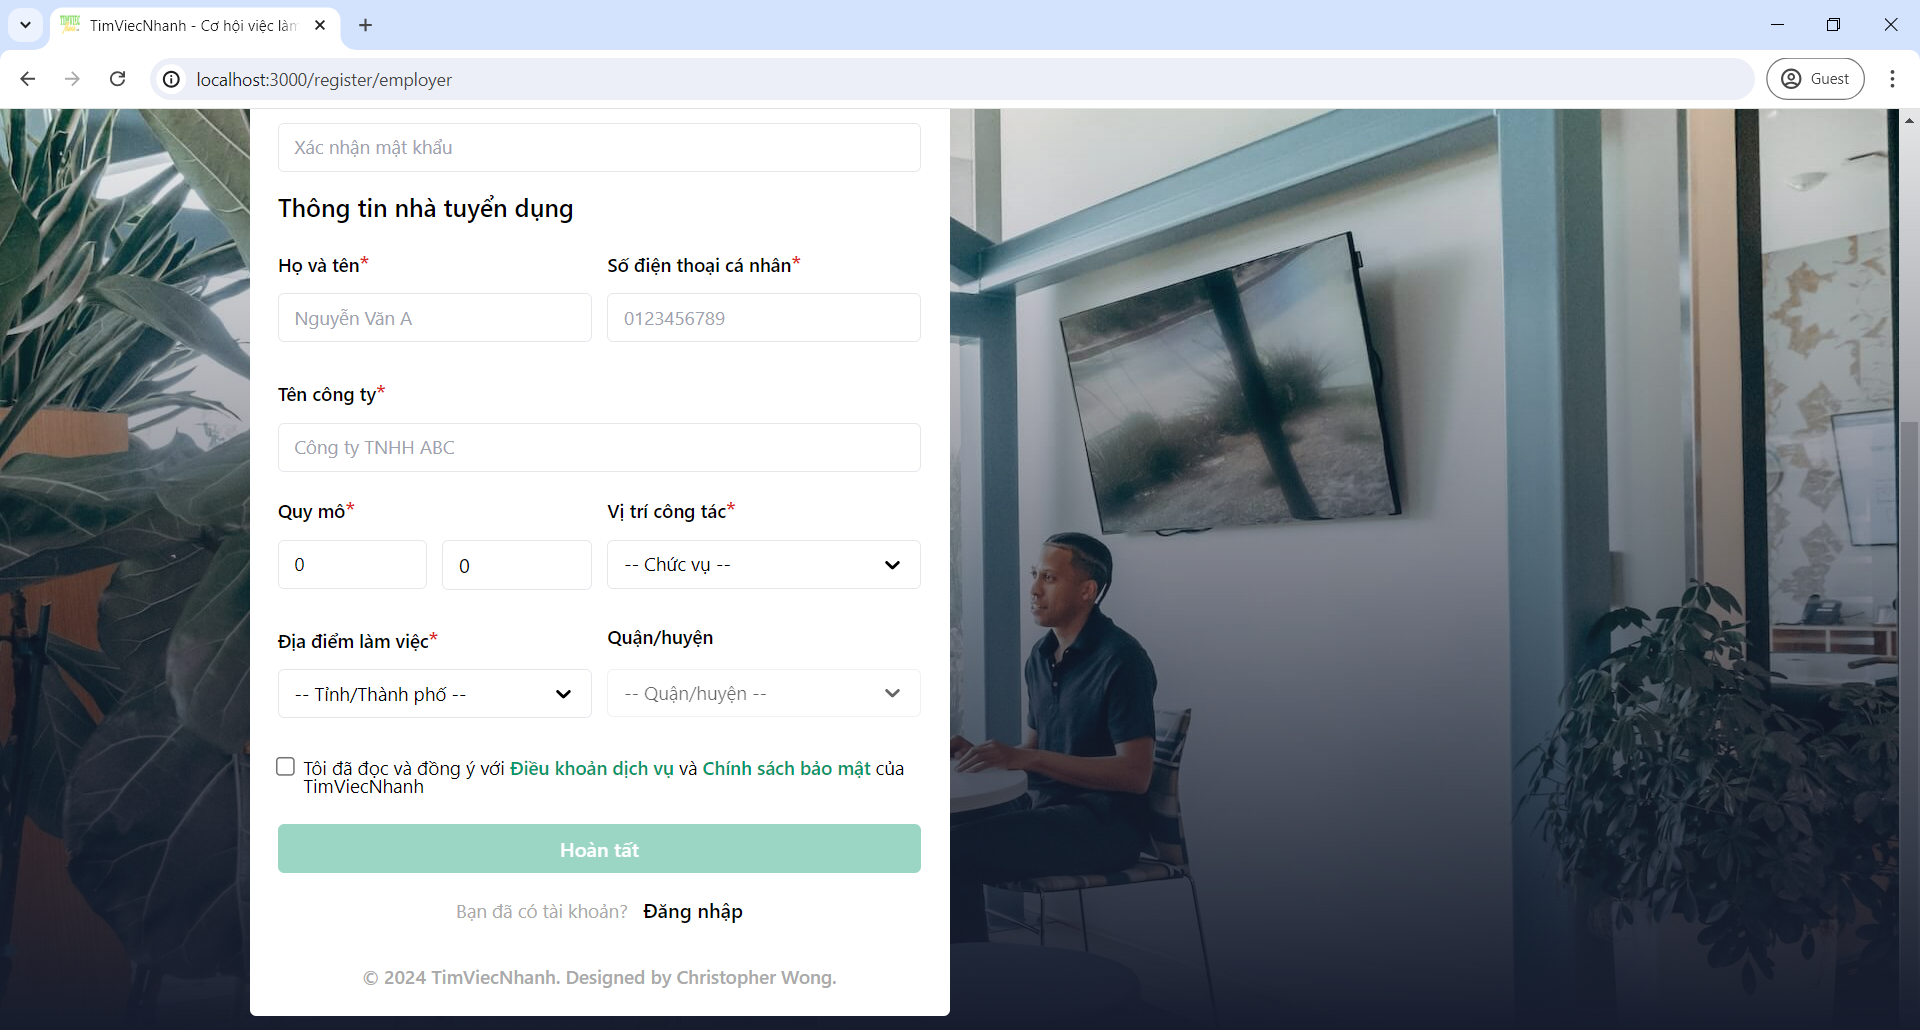 TimViecNhanh - Cơ hội việc làm
localhost:3000/register/employer
Guest
Xác nhận mật khẩu
Thông tin nhà tuyển dụng
Họ và tên*
Số điện thoại cá nhân*
Nguyễn Văn A
0123456789
Tên công ty*
Công ty TNHH ABC
Quy mô*
Vị trí công tác*
0
0
-- Chức vụ --
Địa điểm làm việc*
Quận/huyện
-- Tỉnh/Thành phố --
-- Quận/huyện --
Tôi đã đọc và đồng ý với Điều khoản dịch vụ và Chính sách bảo mật của
TimViecNhanh
Hoàn tất
Bạn đã có tài khoản? Đăng nhập
© 2024 TimViecNhanh. Designed by Christopher Wong.